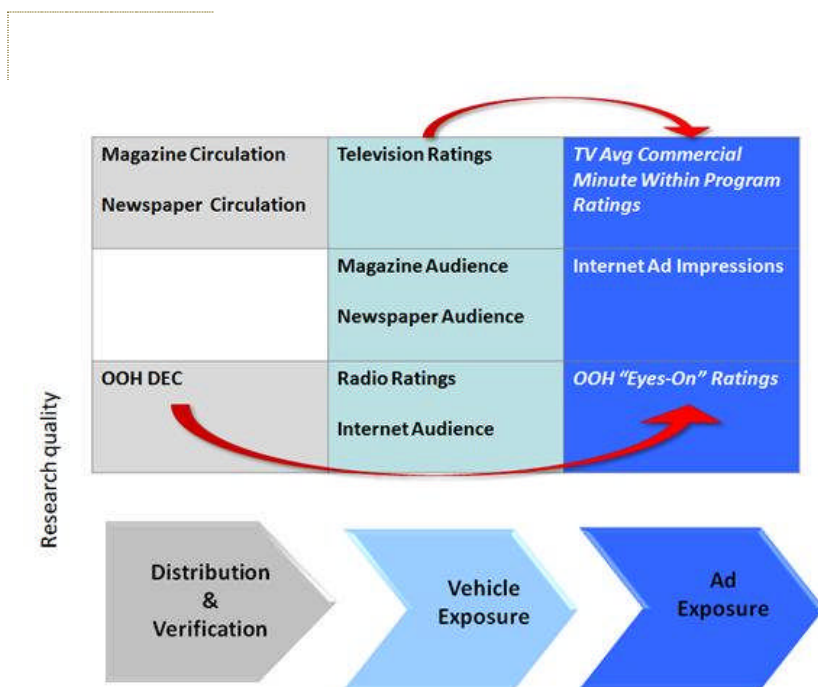 Magazine Circulation
Newspaper Circulation
Television Ratings
TV Avg Commercial
Minute Within Program
Ratings
Magazine Audience
Newspaper Audience
Internet Ad Impressions
OOH DEC
Radio Ratings
Internet Audience
OOH "Eyes-On" Ratings
Research quality
Distribution
&
Verification
Vehicle
Exposure
Ad
Exposure